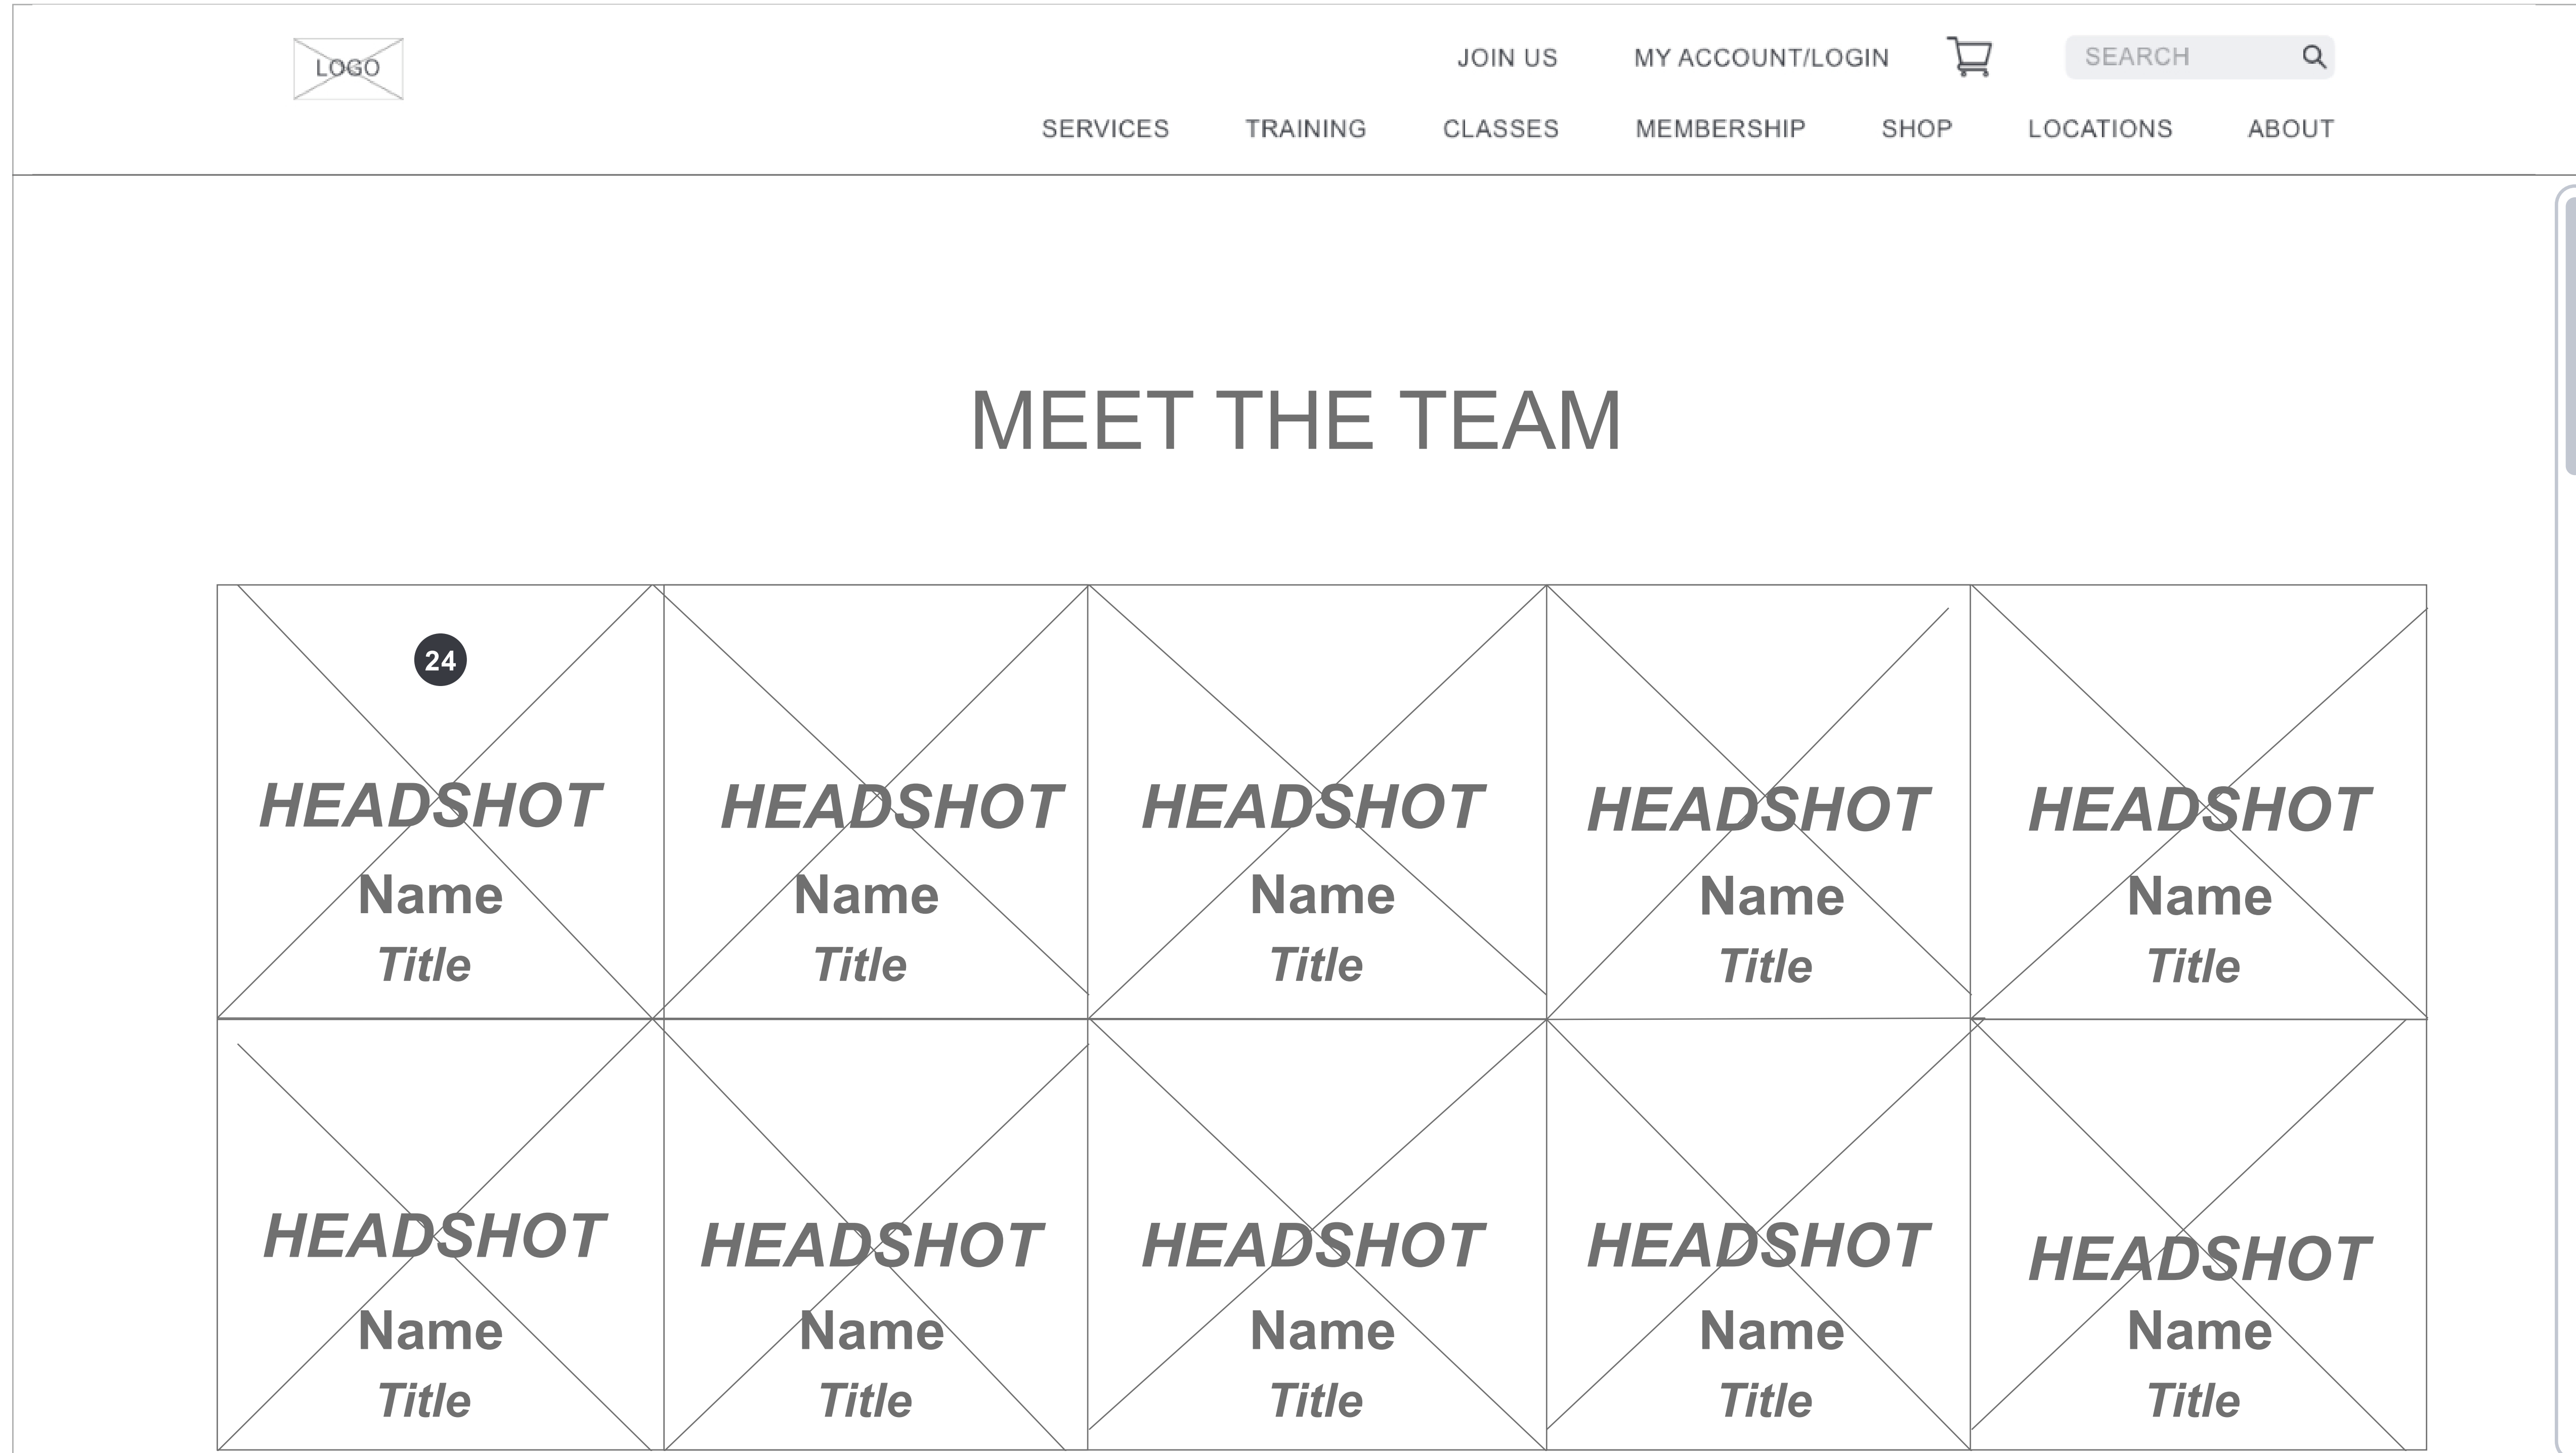 LOGO
JOIN US MY ACCOUNT/LOGIN SEARCH
SERVICES TRAINING CLASSES MEMBERSHIP SHOP LOCATIONS ABOUT
MEET THE TEAM
24
HEADSHOT HEADSHOT HEADSHOT HEADSHOT HEADSHOT
Name Name Name Name Name
Title Title Title Title Title
HEADSHOT HEADSHOT HEADSHOT HEADSHOT HEADSHOT
Name Name Name Name Name
Title Title Title Title Title